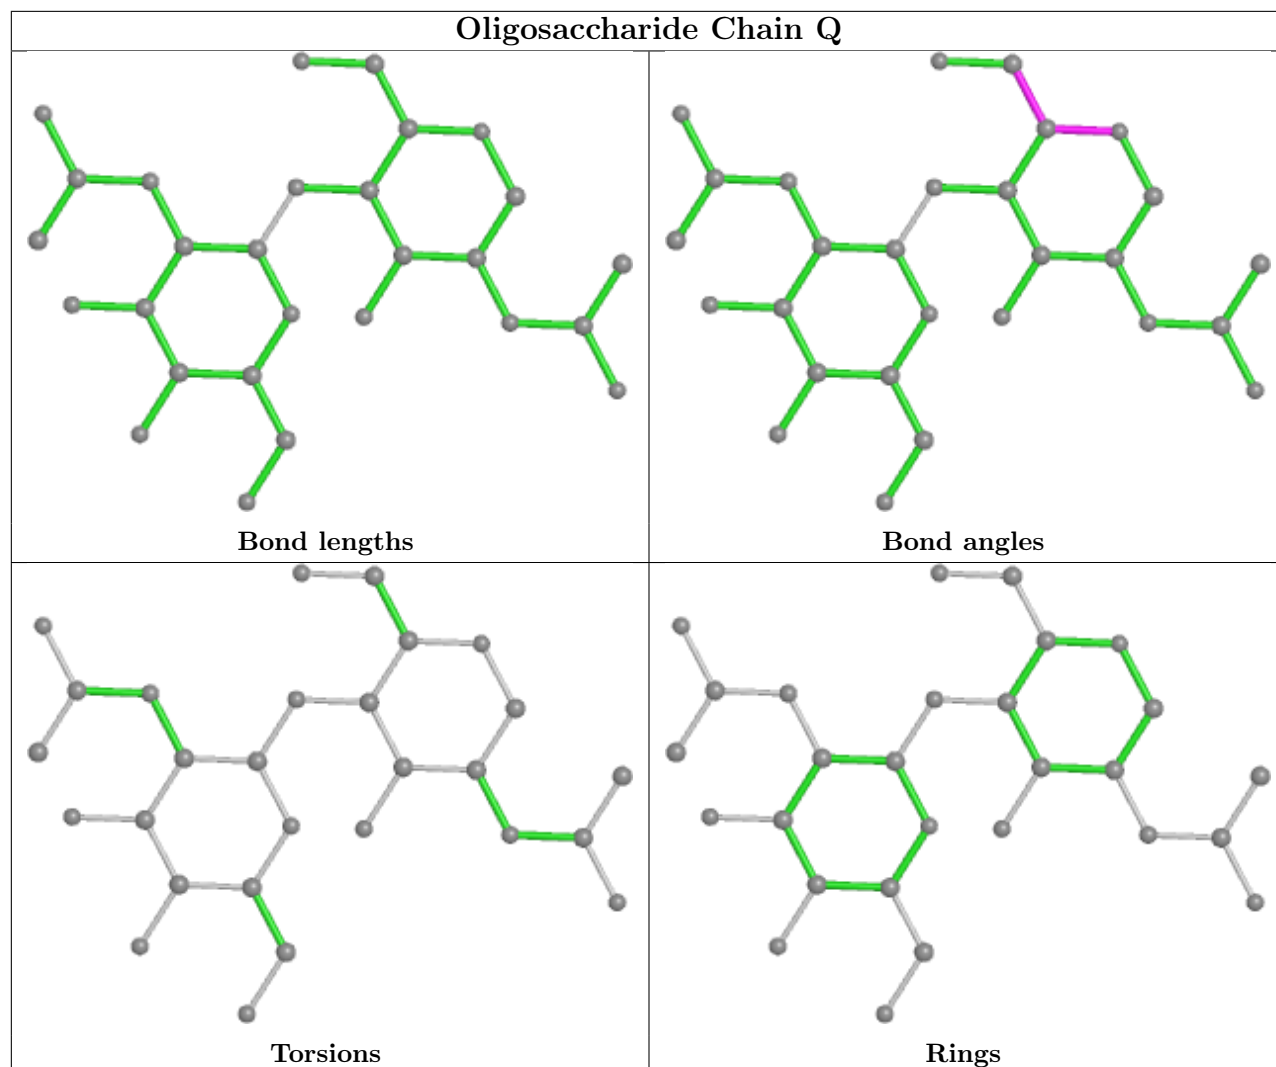 Oligosaccharide Chain Q
Bond lengths
Bond angles
Torsions
Rings